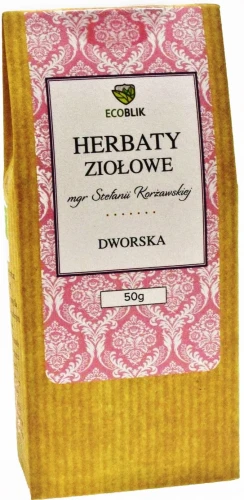 ECOBLIK
HERBATY
ZIOŁOWE
mgr Stefanii Korżawskiej
DWORSKA
50g